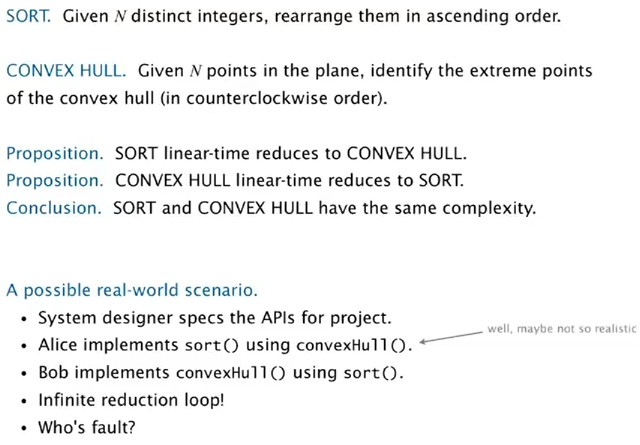 SORT. Given N distinct integers, rearrange them in ascending order.
CONVEX HULL. Given N points in the plane, identify the extreme points
of the convex hull (in counterclockwise order).
Proposition. SORT linear-time reduces to CONVEX HULL.
Proposition. CONVEX HULL linear-time reduces to SORT.
Conclusion. SORT and CONVEX HULL have the same complexity.
A possible real-world scenario.
• System designer specs the APIs for project.
• Alice implements sort() using convexHull().
well, maybe not so realistic
• Bob implements convexHull() using sort().
• Infinite reduction loop!
• Who's fault?